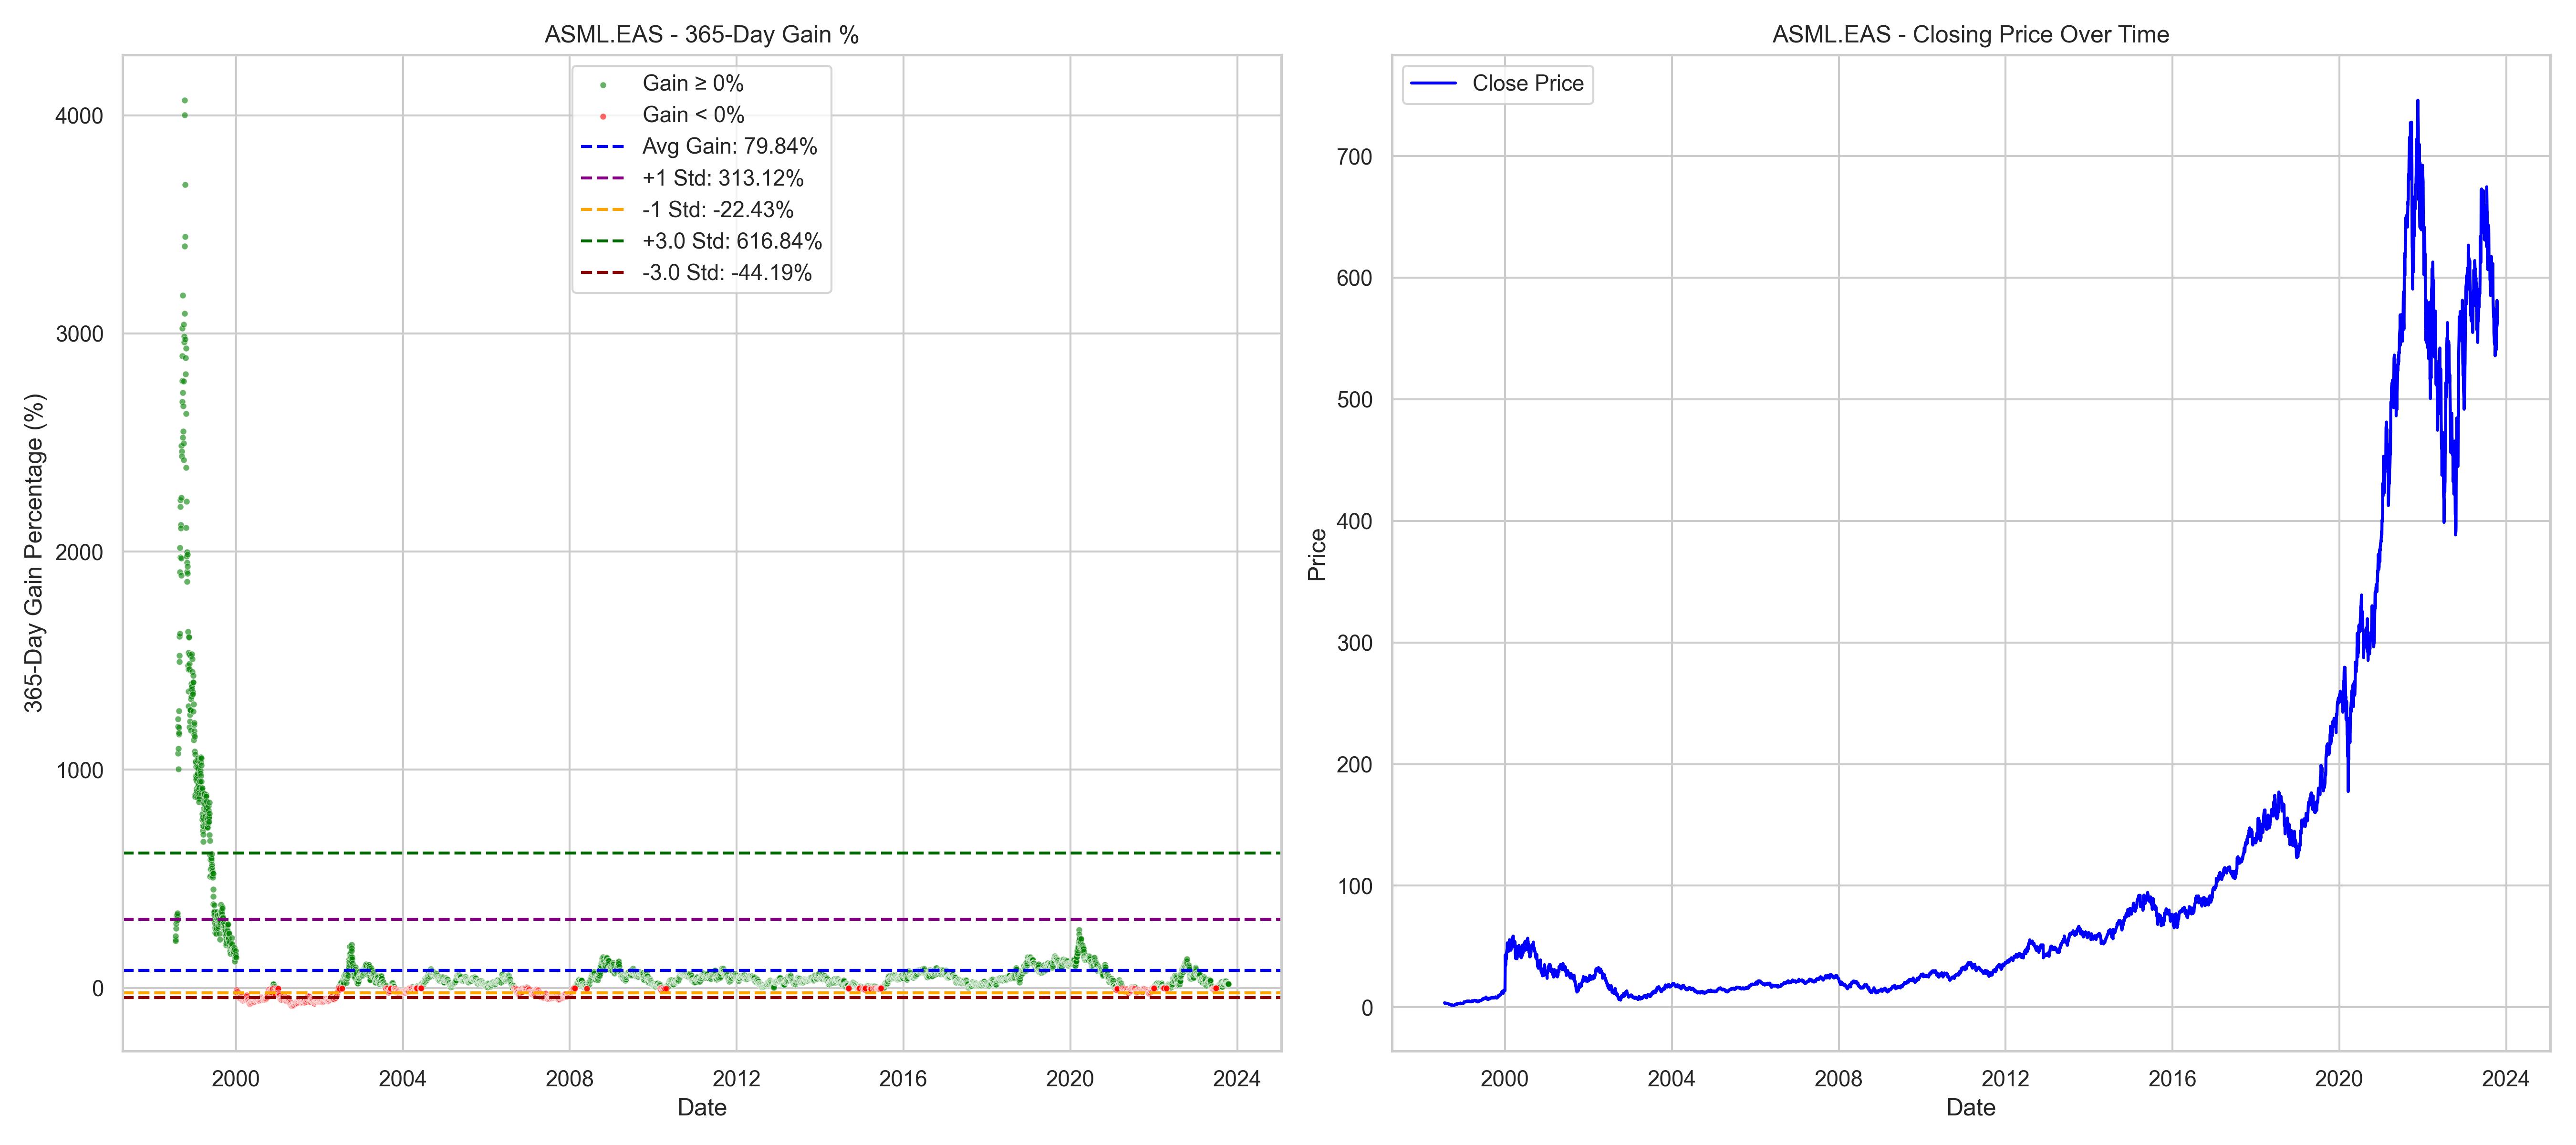 ASML.EAS - 365-Day Gain %
Gain ≥ 0%
Gain < 0%
Avg Gain: 79.84%
+1 Std: 313.12%
-1 Std: -22.43%
+3.0 Std: 616.84%
-3.0 Std: -44.19%
365-Day Gain Percentage (%)
4000
3000
2000
1000
0
2000 2004 2008 2012 2016 2020 2024
Date
ASML.EAS - Closing Price Over Time
Close Price
Price
700
600
500
400
300
200
100
0
2000 2004 2008 2012 2016 2020 2024
Date